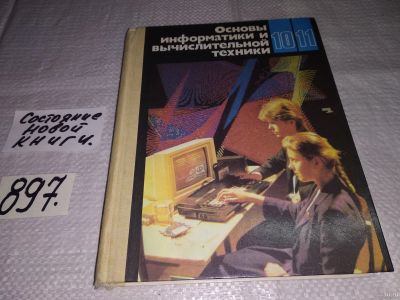 Основы
информатики и
вычислительной
техники
10 11
Состояние
новой
книги.
897.